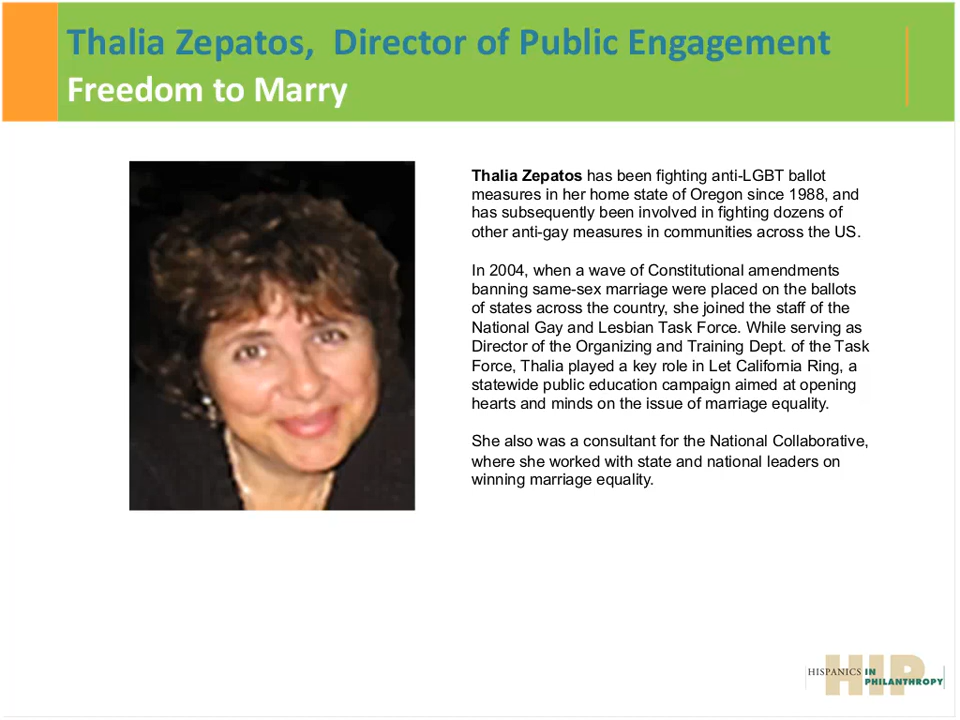 Thalia Zepatos,  Director of Public Engagement
Freedom to Marry
Thalia Zepatos has been fighting anti-LGBT ballot
measures in her home state of Oregon since 1988, and
has subsequently been involved in fighting dozens of
other anti-gay measures in communities across the US.
In 2004, when a wave of Constitutional amendments
banning same-sex marriage were placed on the ballots
of states across the country, she joined the staff of the
National Gay and Lesbian Task Force. While serving as
Director of the Organizing and Training Dept. of the Task
Force, Thalia played a key role in Let California Ring, a
statewide public education campaign aimed at opening
hearts and minds on the issue of marriage equality.
She also was a consultant for the National Collaborative,
where she worked with state and national leaders on
winning marriage equality.
HIP
HISPANICS IN
PHILANTHROPY